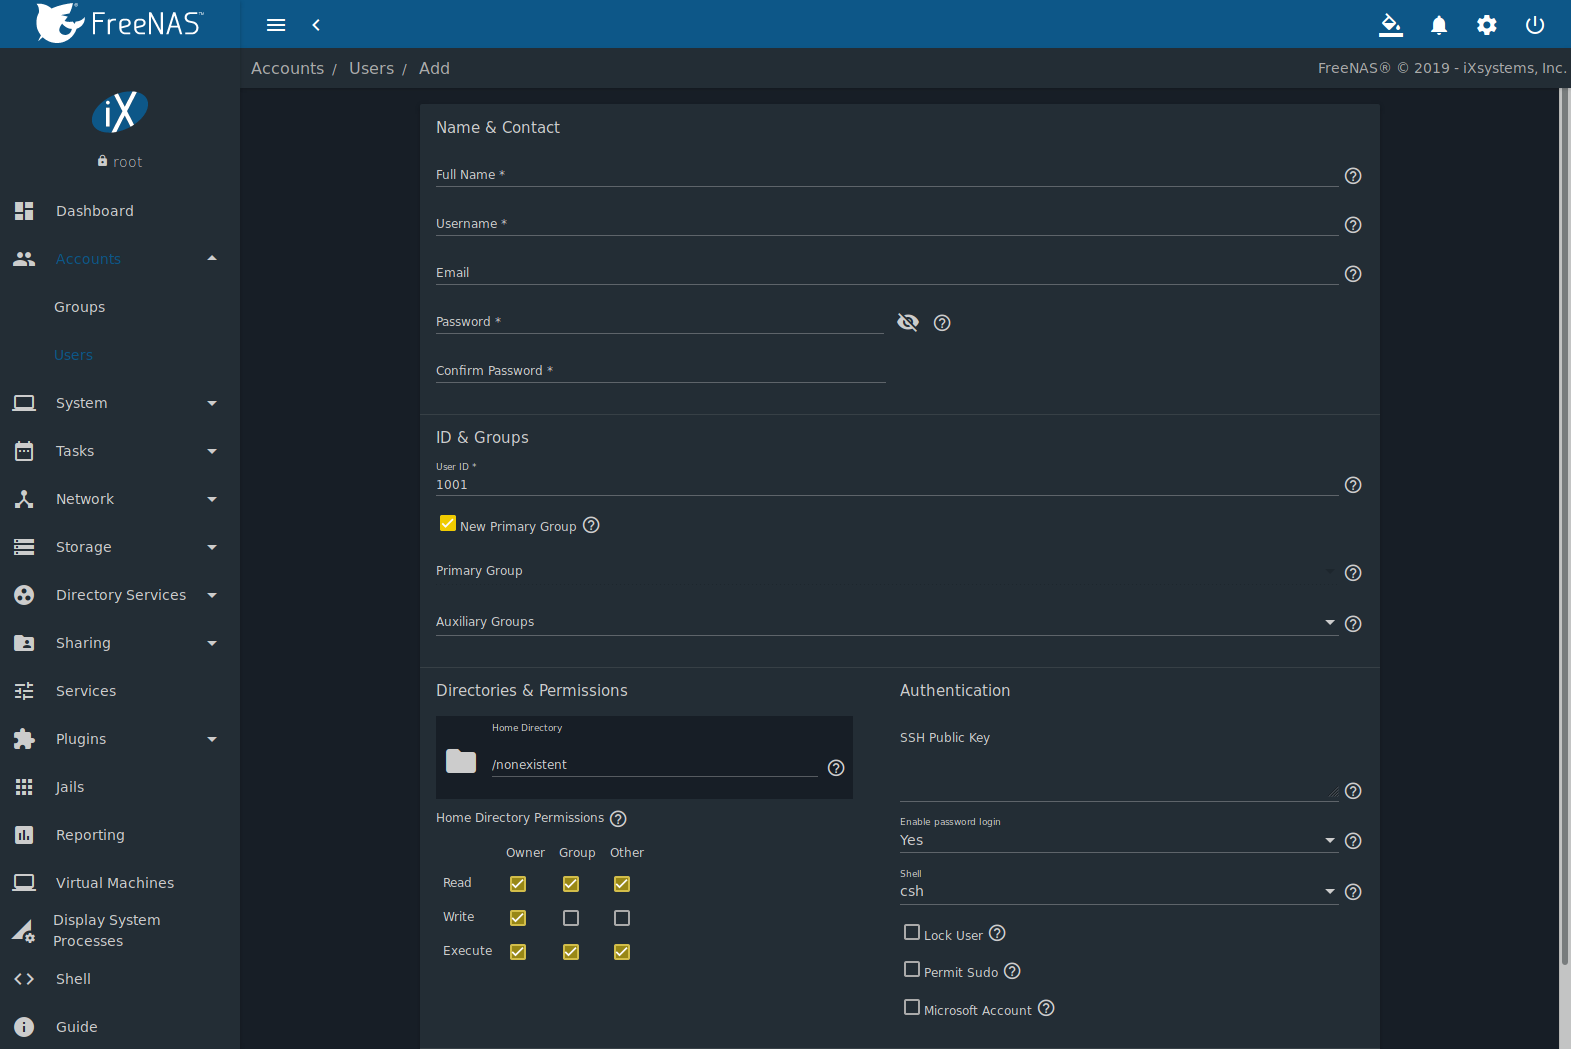 FreeNAS™
Accounts / Users / Add
FreeNAS® © 2019 - iXsystems, Inc.
iX
root
Dashboard
Accounts
Groups
Users
System
Tasks
Network
Storage
Directory Services
Sharing
Services
Plugins
Jails
Reporting
Virtual Machines
Display System
Processes
Shell
Guide
Name & Contact
Full Name *
Username *
Email
Password *
Confirm Password *
ID & Groups
User ID *
1001
New Primary Group
Primary Group
Auxiliary Groups
Directories & Permissions
Home Directory
/nonexistent
Home Directory Permissions
Owner Group Other
Read
Write
Execute
Authentication
SSH Public Key
Enable password login
Yes
Shell
csh
Lock User
Permit Sudo
Microsoft Account